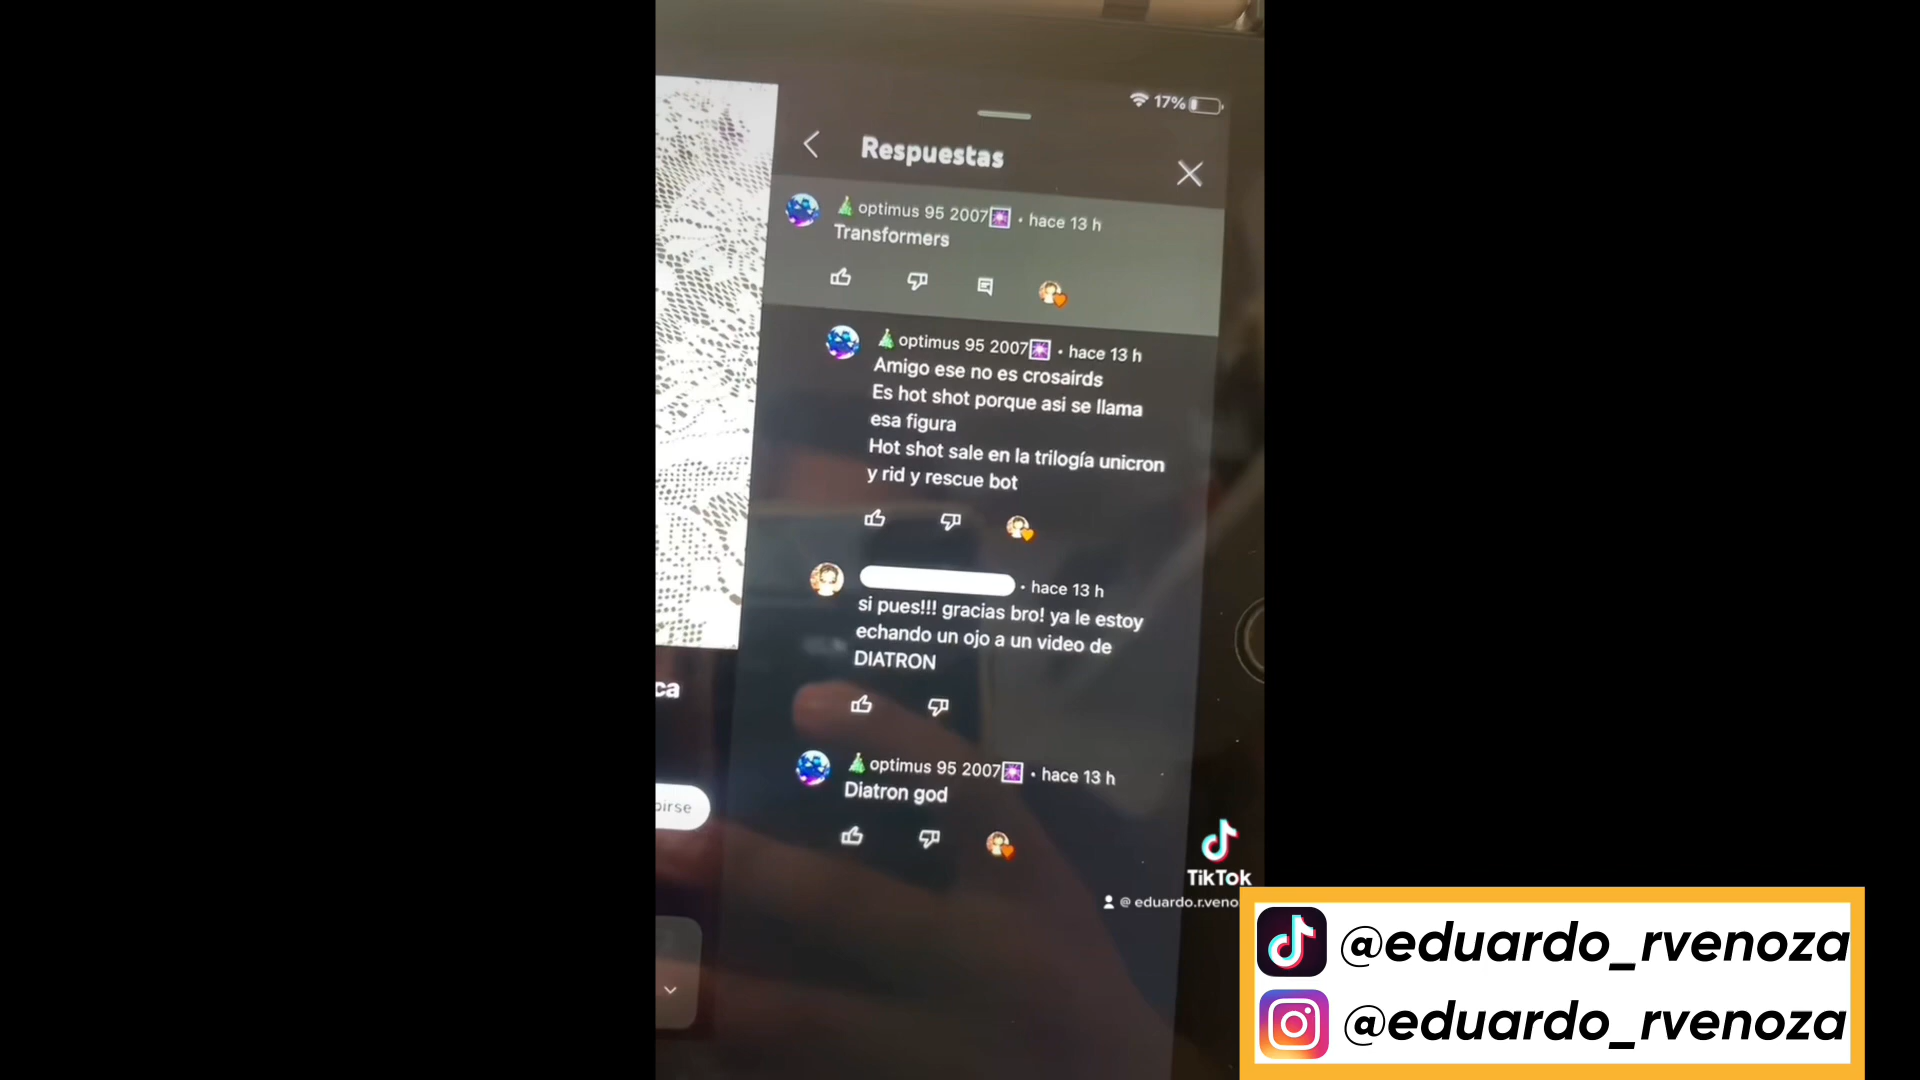 17%
Respuestas
optimus 95 2007 • hace 13 h
Transformers
optimus 95 2007 • hace 13 h
Amigo ese no es crosairds
Es hot shot porque asi se llama
esa figura
Hot shot sale en la trilogía unicron
y rid y rescue bot
• hace 13 h
si pues!!! gracias bro! ya le estoy
echando un ojo a un video de
DIATRON
ca
optimus 95 2007 • hace 13 h
Diatron god
birse
TikTok
@ eduardo.r.veno
@eduardo_rvenoza
@eduardo_rvenoza